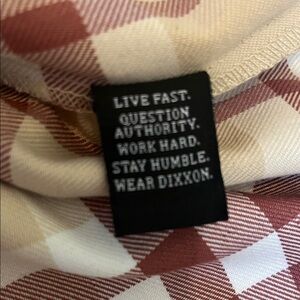 LIVE FAST.
QUESTION
AUTHORITY.
WORK HARD.
STAY HUMBLE.
WEAR DIXXON.